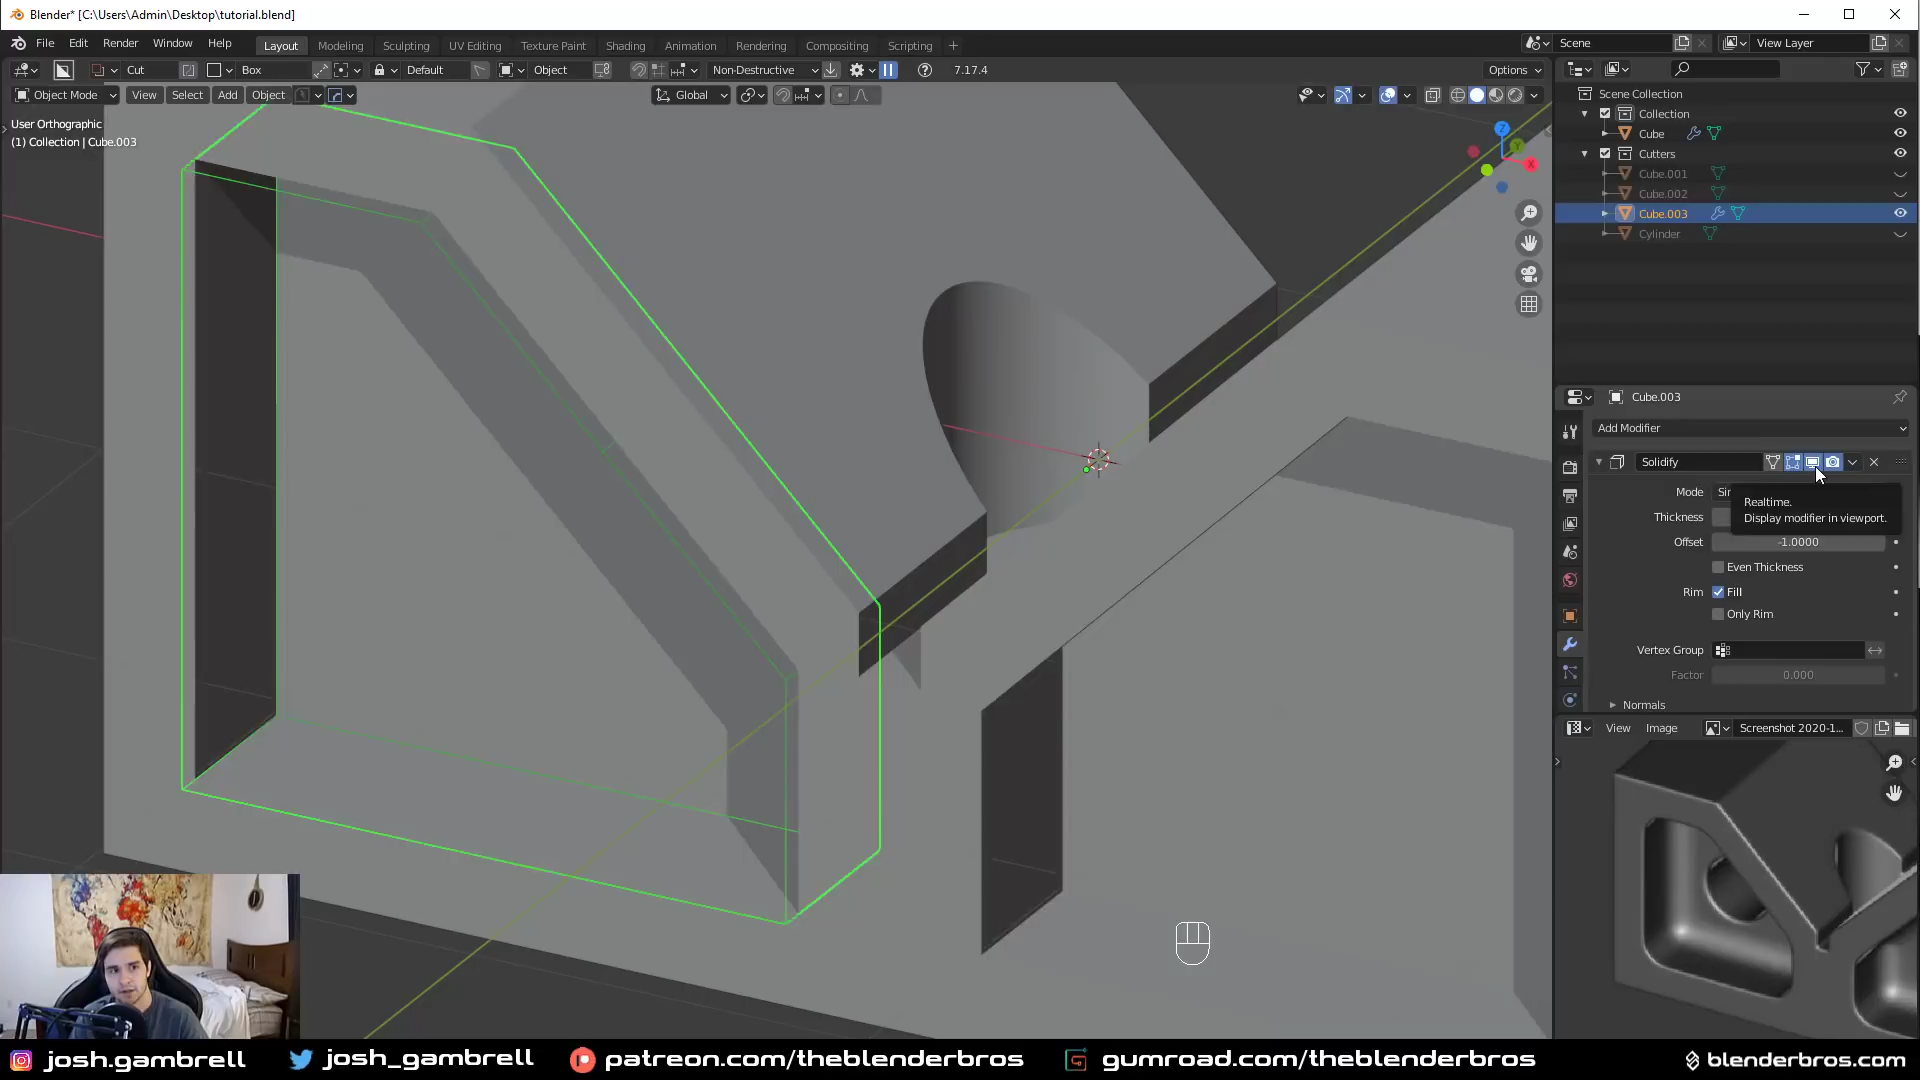 Blender* [C:\Users\Admin\Desktop\tutorial.blend]
File Edit Render Window Help Layout Modeling Sculpting UV Editing Texture Paint Shading Animation Rendering Compositing Scripting + Scene View Layer
Cut Box Default Object Non-Destructive 7.17.4 Options
Object Mode View Select Add Object Global
User Orthographic
(1) Collection | Cube.003
Z
Y
X
Scene Collection
Collection
Cube
Cutters
Cube.001
Cube.002
Cube.003
Cylinder
Cube.003
Add Modifier
Solidify
Mode
Realtime.
Display modifier in viewport.
Thickness
Offset -1.0000
Even Thickness
Rim Fill
Only Rim
Vertex Group
Factor 0.000
Normals
View Image Screenshot 2020-1...
josh.gambrell josh_gambrell patreon.com/theblenderbros gumroad.com/theblenderbros blenderbros.com